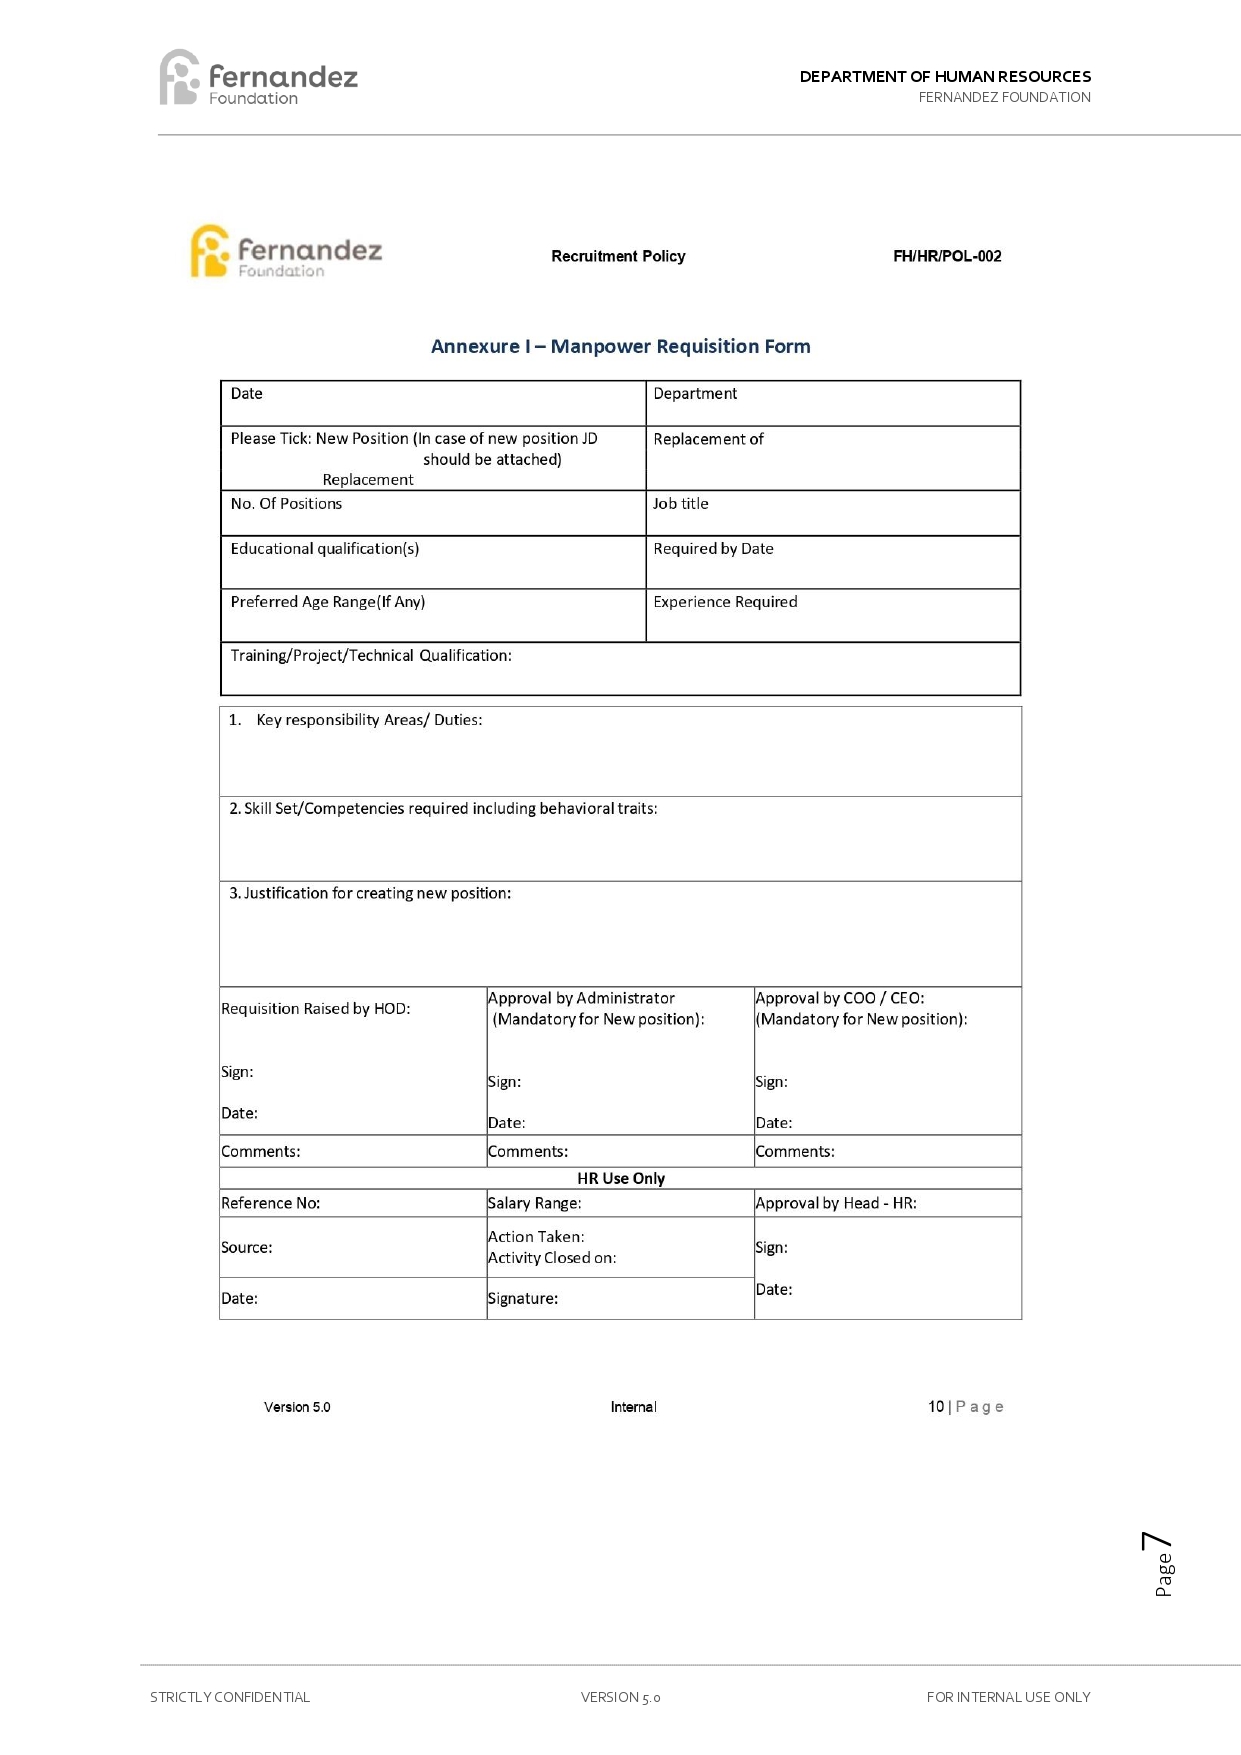 fernandez
Foundation
DEPARTMENT OF HUMAN RESOURCES
FERNANDEZ FOUNDATION
fernandez
Foundation
Recruitment Policy
FH/HR/POL-002
Annexure I – Manpower Requisition Form
Date
Department
Please Tick: New Position (In case of new position JD
should be attached)
Replacement
Replacement of
No. Of Positions
Job title
Educational qualification(s)
Required by Date
Preferred Age Range(If Any)
Experience Required
Training/Project/Technical Qualification:
1. Key responsibility Areas/ Duties:
2. Skill Set/Competencies required including behavioral traits:
3. Justification for creating new position:
Requisition Raised by HOD:
Sign:
Date:
Approval by Administrator
(Mandatory for New position):
Sign:
Date:
Approval by COO / CEO:
(Mandatory for New position):
Sign:
Date:
Comments:
Comments:
Comments:
HR Use Only
Reference No:
Salary Range:
Approval by Head - HR:
Source:
Action Taken:
Activity Closed on:
Sign:
Date:
Date:
Signature:
Version 5.0
Internal
10 | P a g e
Page 7
STRICTLY CONFIDENTIAL
VERSION 5.0
FOR INTERNAL USE ONLY